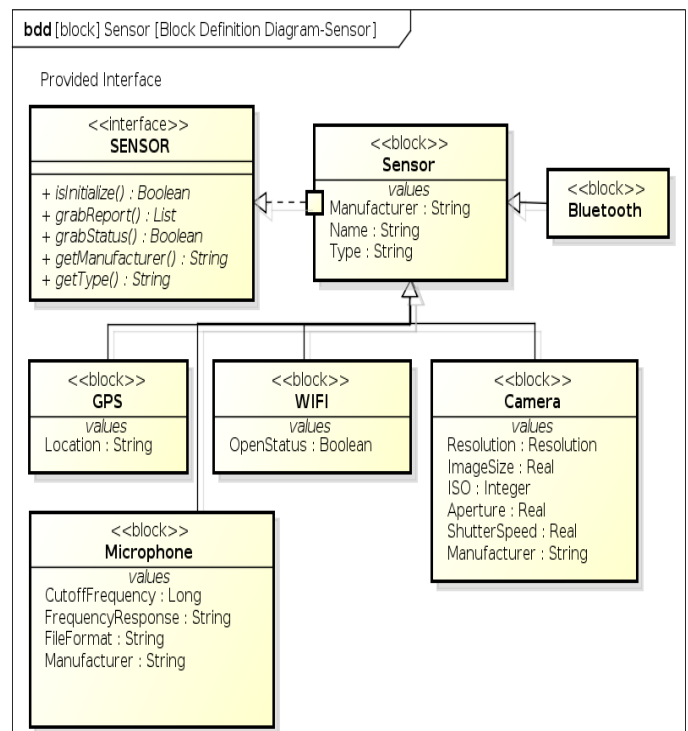 bdd [block] Sensor [Block Definition Diagram-Sensor]
Provided Interface
<<interface>>
SENSOR
+ isInitialize() : Boolean
+ grabReport() : List
+ grabStatus() : Boolean
+ getManufacturer() : String
+ getType() : String
<<block>>
Sensor
values
Manufacturer : String
Name : String
Type : String
<<block>>
Bluetooth
<<block>>
GPS
values
Location : String
<<block>>
WIFI
values
OpenStatus : Boolean
<<block>>
Camera
values
Resolution : Resolution
ImageSize : Real
ISO : Integer
Aperture : Real
ShutterSpeed : Real
Manufacturer : String
<<block>>
Microphone
values
CutoffFrequency : Long
FrequencyResponse : String
FileFormat : String
Manufacturer : String